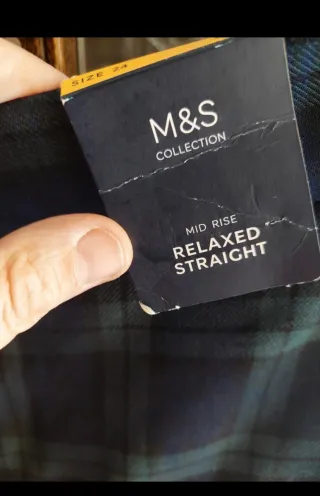 SIZE 24
M&S
COLLECTION
MID RISE
RELAXED
STRAIGHT